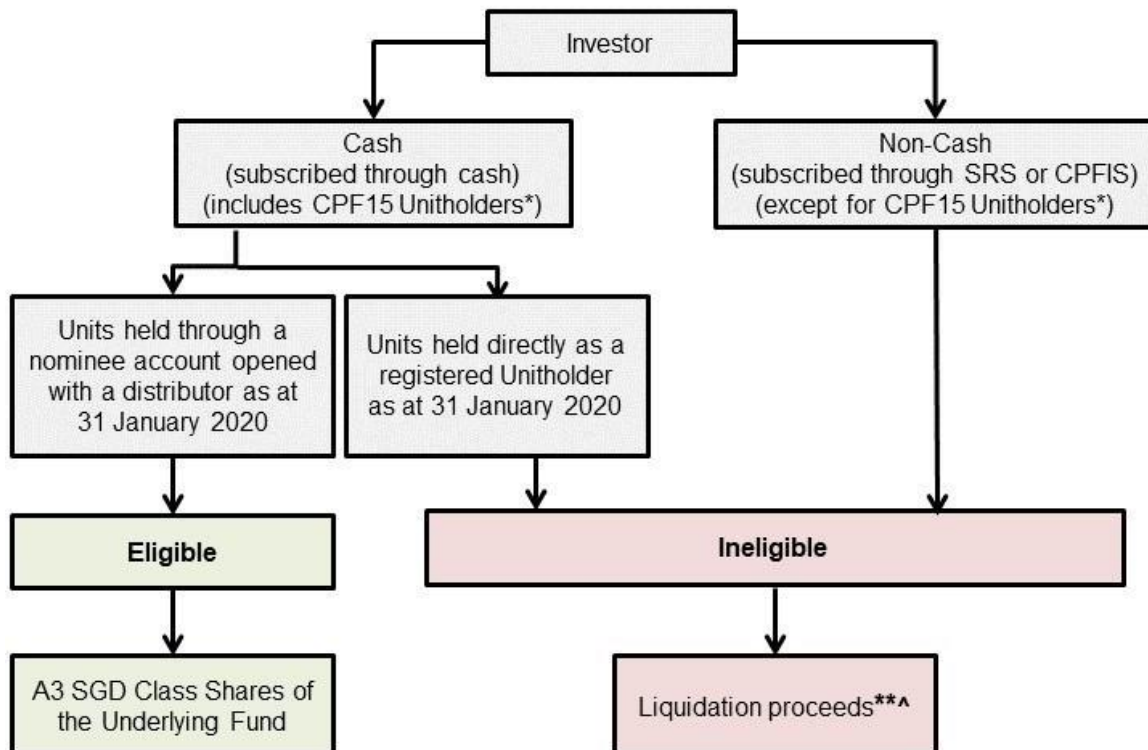 Investor
Cash
(subscribed through cash)
(includes CPF15 Unitholders*)
Non-Cash
(subscribed through SRS or CPFIS)
(except for CPF15 Unitholders*)
Units held through a
nominee account opened
with a distributor as at
31 January 2020
Units held directly as a
registered Unitholder
as at 31 January 2020
Eligible
Ineligible
A3 SGD Class Shares of
the Underlying Fund
Liquidation proceeds**^